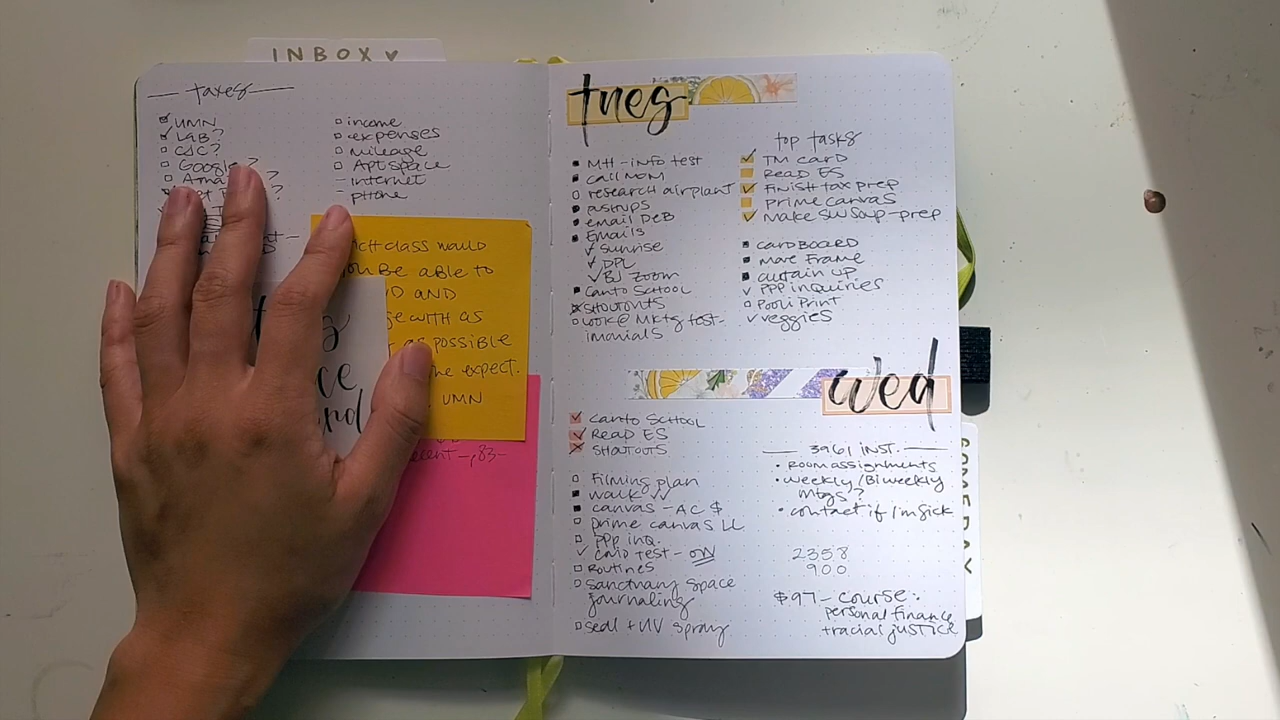 INBOX ♥
— taxes —
UMN
CSC?
Google?
income
expenses
mileage
Apt space
– internet
– phone
class would
be able to
AND
with as
possible
the expect.
UMN
tues
MH - info test
call MOM
research airplant
pushups
email DEB
Emails
sunrise
DPL
BJ Zoom
Canto School
shoutouts
look@ Mktg test-
imonials
top tasks
TM card
Read ES
Finish tax prep
prime canvas
Make SW Soap-prep
cardboard
move Frame
curtain up
PPP inquiries
Pooli Print
veggies
wed
Canto School
Read ES
shoutouts
Filming plan
walk
canvas - AC $
prime canvas LL
PPP inq.
card test -
Routines
sanctuary space
journaling
seal + UV spray
— 3961 INST. —
• Room assignments
• weekly/Biweekly
Mtgs?
• contact if I'm sick
2358
900
$97 - course:
personal finance
+ racial justice
SOMEDAY